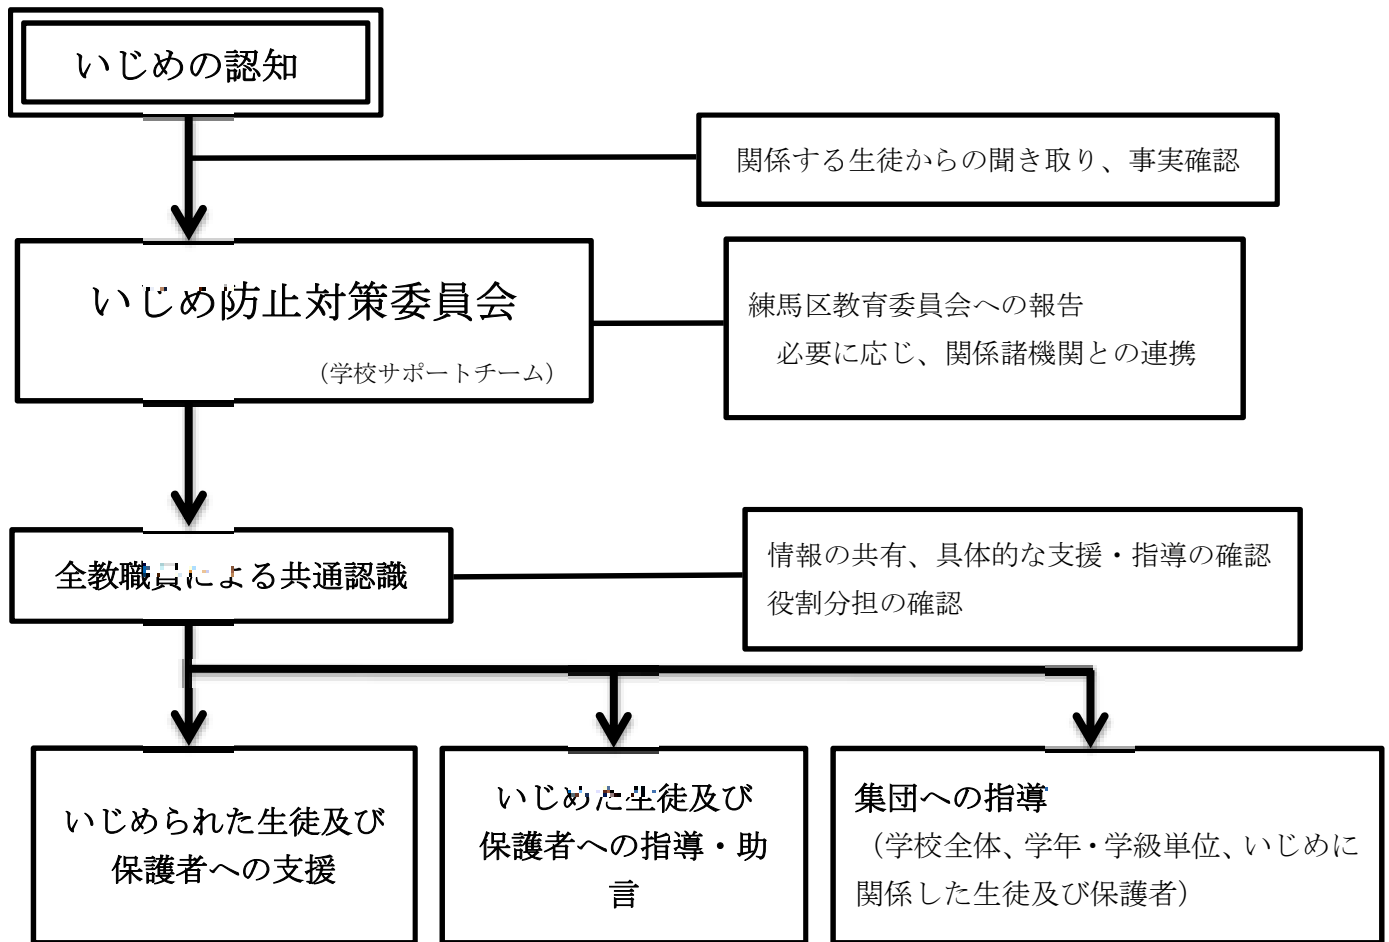 いじめの認知
関係する生徒からの聞き取り、事実確認
いじめ防止対策委員会
（学校サポートチーム）
練馬区教育委員会への報告
必要に応じ、関係諸機関との連携
全教職員による共通認識
情報の共有、具体的な支援・指導の確認
役割分担の確認
いじめられた生徒及び
保護者への支援
いじめた生徒及び
保護者への指導・助
言
集団への指導
（学校全体、学年・学級単位、いじめに
関係した生徒及び保護者）